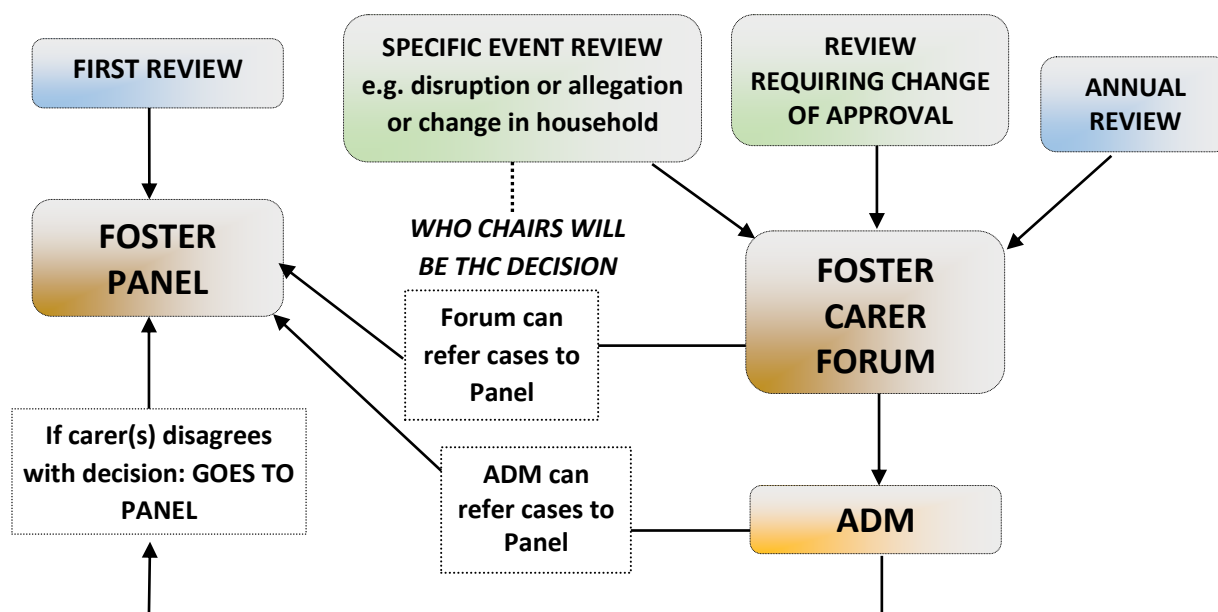 FIRST REVIEW
SPECIFIC EVENT REVIEW
e.g. disruption or allegation
or change in household
REVIEW
REQUIRING CHANGE
OF APPROVAL
ANNUAL
REVIEW
FOSTER
PANEL
WHO CHAIRS WILL
BE THC DECISION
FOSTER
CARER
FORUM
Forum can
refer cases to
Panel
If carer(s) disagrees
with decision: GOES TO
PANEL
ADM can
refer cases to
Panel
ADM